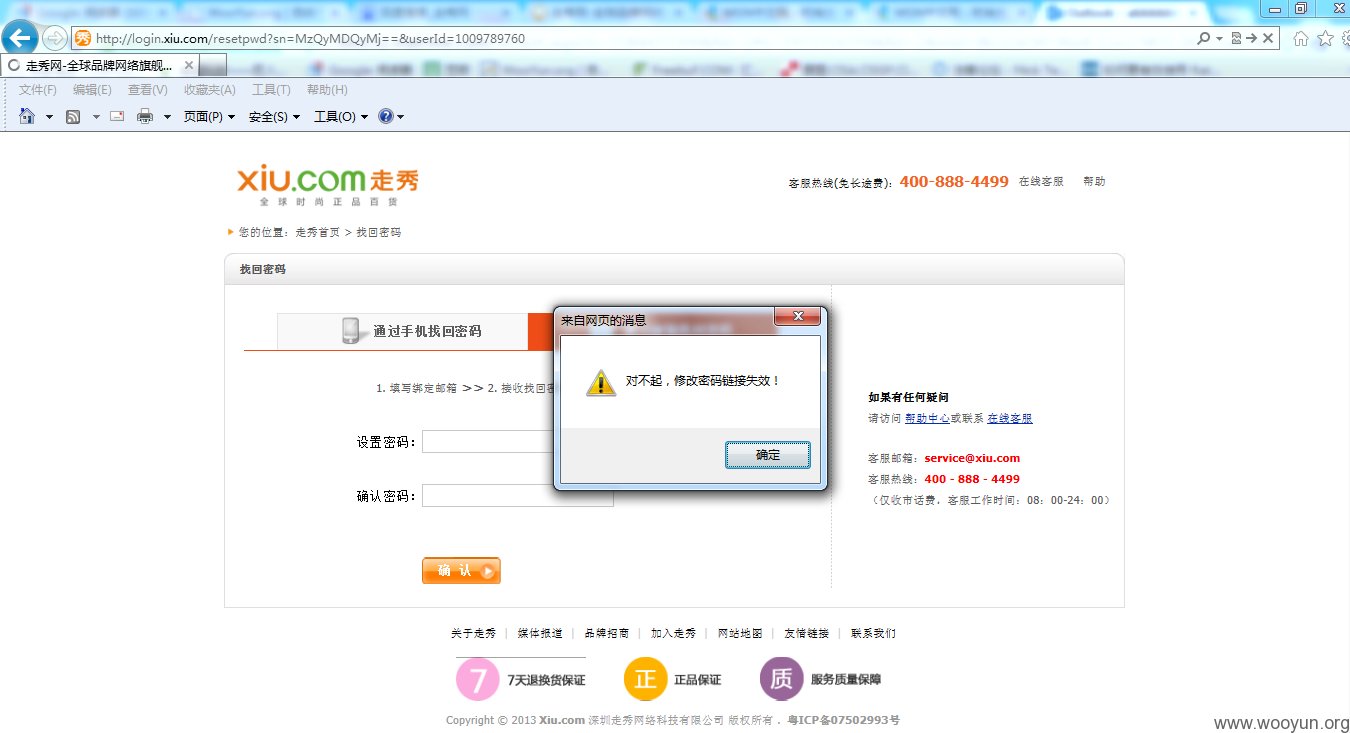 http://login.xiu.com/resetpwd?sn=MzQyMDQyMj==&userId=1009789760
走秀网-全球品牌网络旗舰...
文件(F) 编辑(E) 查看(V) 收藏夹(A) 工具(T) 帮助(H)
页面(P) 安全(S) 工具(O)
xiu.com走秀
全球时尚正品百货
客服热线(免长途费): 400-888-4499 在线客服 帮助
您的位置: 走秀首页 > 找回密码
找回密码
通过手机找回密码
1. 填写绑定邮箱 >> 2. 接收找回密
设置密码:
确认密码:
确 认
来自网页的消息
对不起，修改密码链接失效！
确定
如果有任何疑问
请访问 帮助中心或联系 在线客服
客服邮箱: service@xiu.com
客服热线: 400 - 888 - 4499
（仅收市话费，客服工作时间: 08: 00-24: 00）
关于走秀 | 媒体报道 | 品牌招商 | 加入走秀 | 网站地图 | 友情链接 | 联系我们
7 7天退换货保证
正 正品保证
质 服务质量保障
Copyright © 2013 Xiu.com 深圳走秀网络科技有限公司 版权所有 . 粤ICP备07502993号
www.wooyun.org